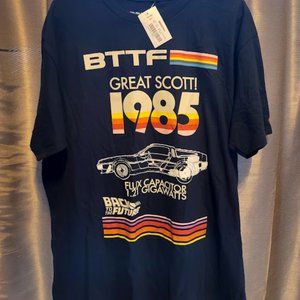 BTTF
GREAT SCOTT!
1985
FLUX CAPACITOR
1.21 GIGAWATTS
BACK
TO THE
FUTURE